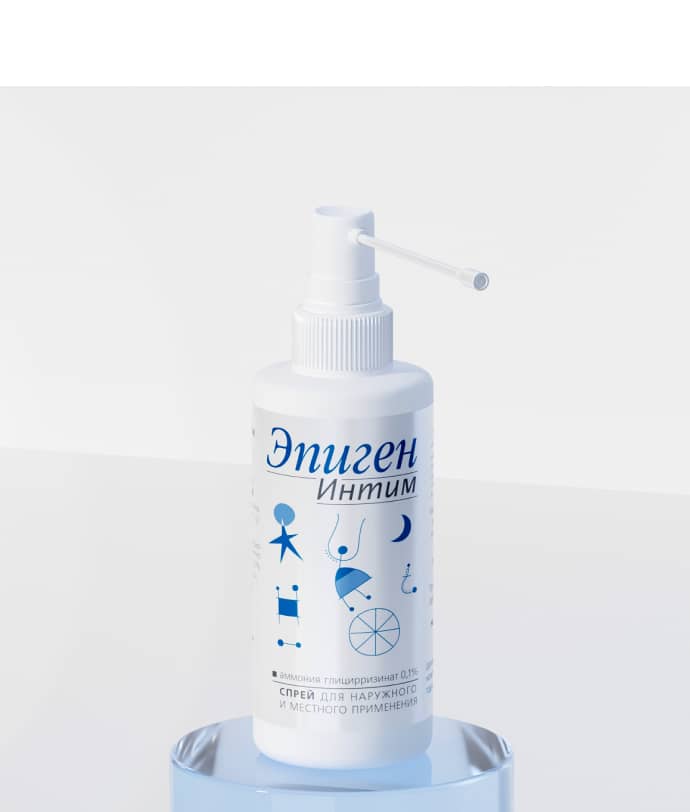 Эпиген
Интим
аммония глицирризинат 0,1%
СПРЕЙ ДЛЯ НАРУЖНОГО
И МЕСТНОГО ПРИМЕНЕНИЯ